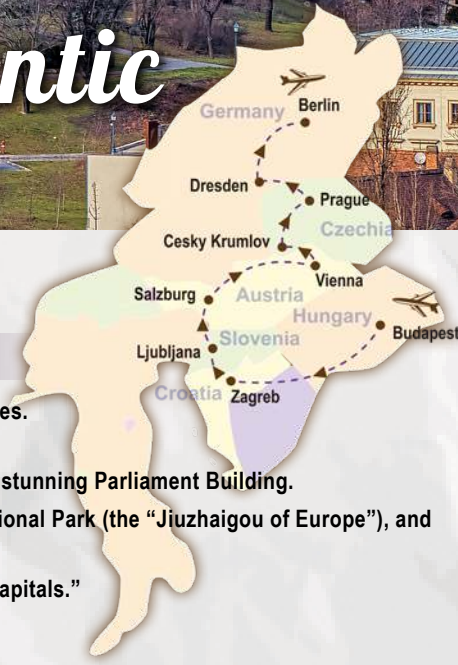 ntic
Germany
Berlin
Dresden
Prague
Czechia
Cesky Krumlov
Vienna
Salzburg
Austria
Hungary
Budapest
Ljubljana
Slovenia
Croatia
Zagreb
es.
stunning Parliament Building.
ional Park (the “Jiuzhaigou of Europe”), and
apitals.”